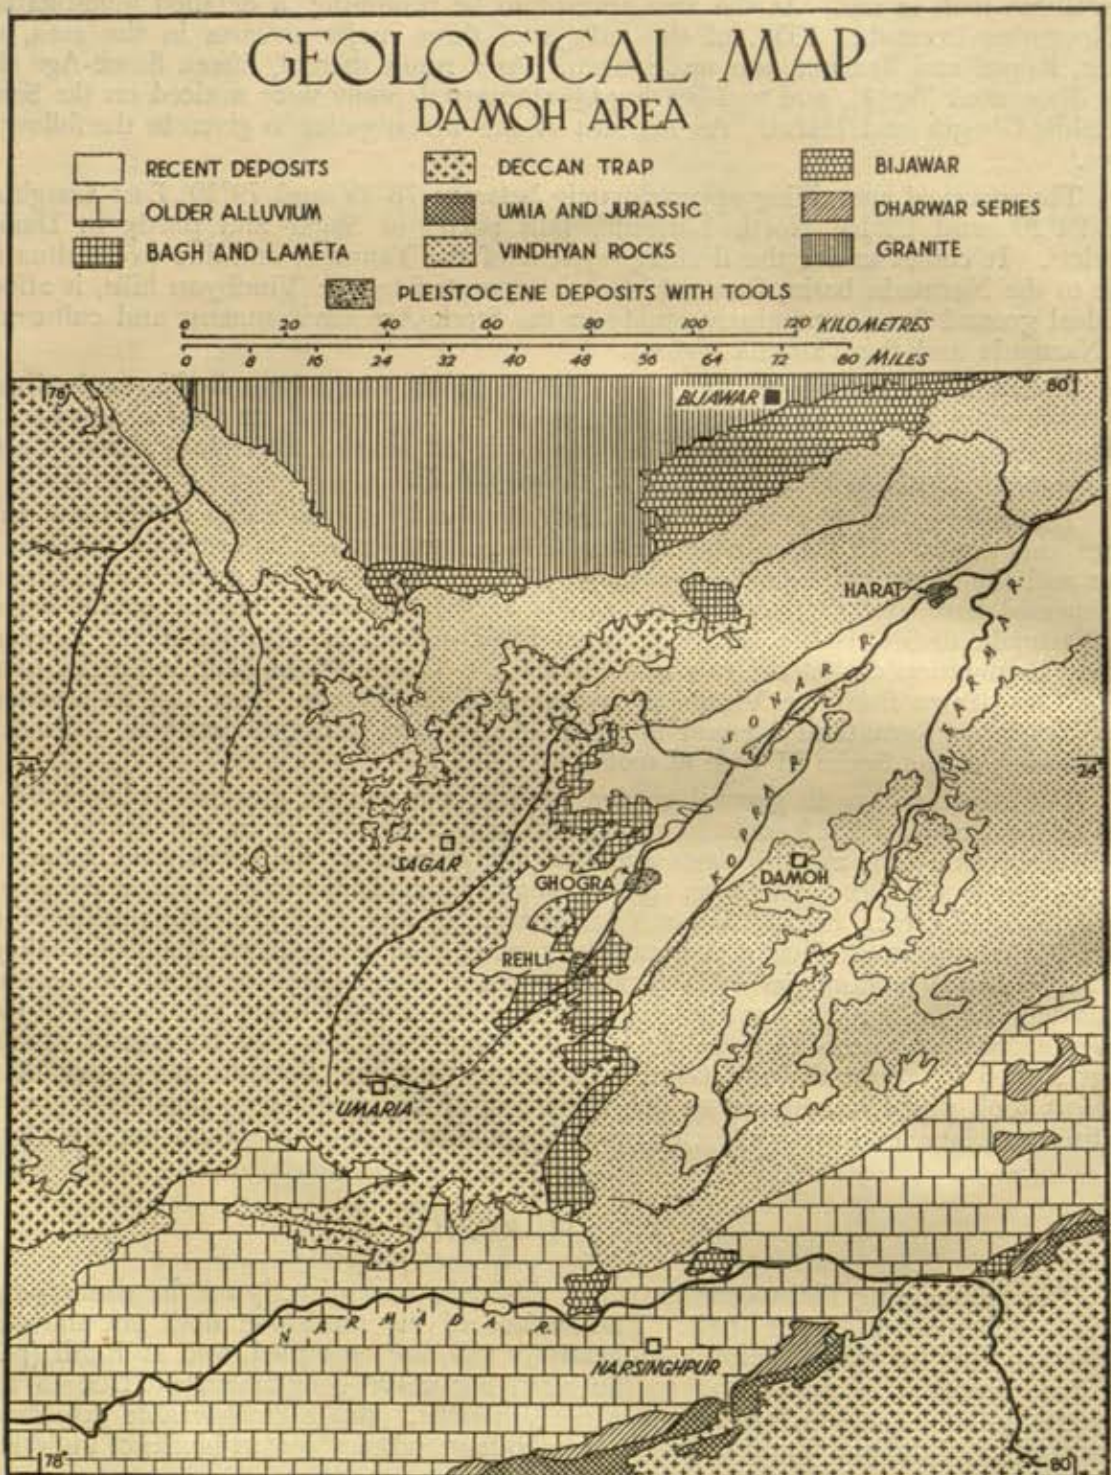 GEOLOGICAL MAP
DAMOH AREA
RECENT DEPOSITS
OLDER ALLUVIUM
BAGH AND LAMETA
DECCAN TRAP
UMIA AND JURASSIC
VINDHYAN ROCKS
BIJAWAR
DHARWAR SERIES
GRANITE
PLEISTOCENE DEPOSITS WITH TOOLS
0 20 40 60 80 100 120 KILOMETRES
0 8 16 24 32 40 48 56 64 72 80 MILES
78°
BIJAWAR
80°
HARAT
SONAR R.
BEARMA R.
24°
24°
KOPRA R.
SAGAR
GHOGRA
DAMOH
REHLI
UMARIA
NARMADA R.
NARSINGHPUR
78°
80°